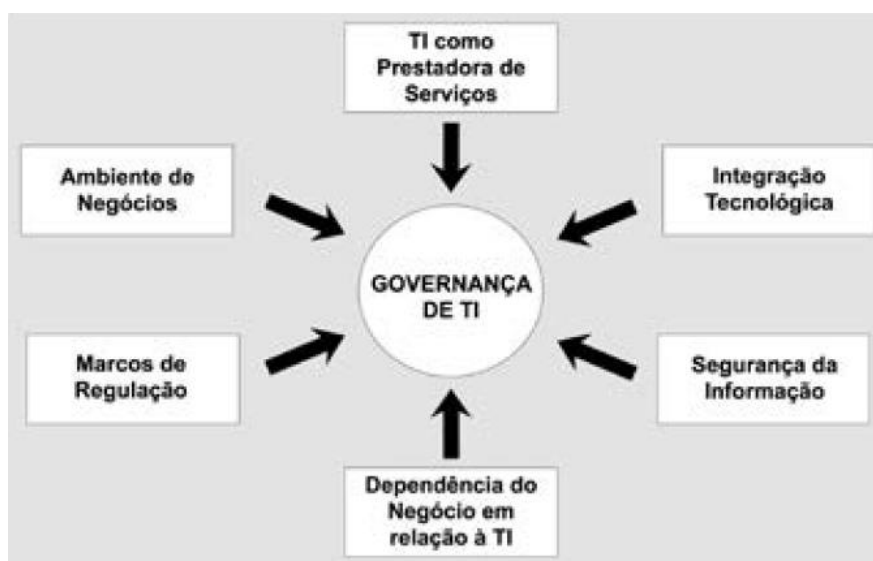 TI como
Prestadora de
Serviços
Ambiente de
Negócios
Integração
Tecnológica
GOVERNANÇA
DE TI
Marcos de
Regulação
Segurança da
Informação
Dependência do
Negócio em
relação à TI